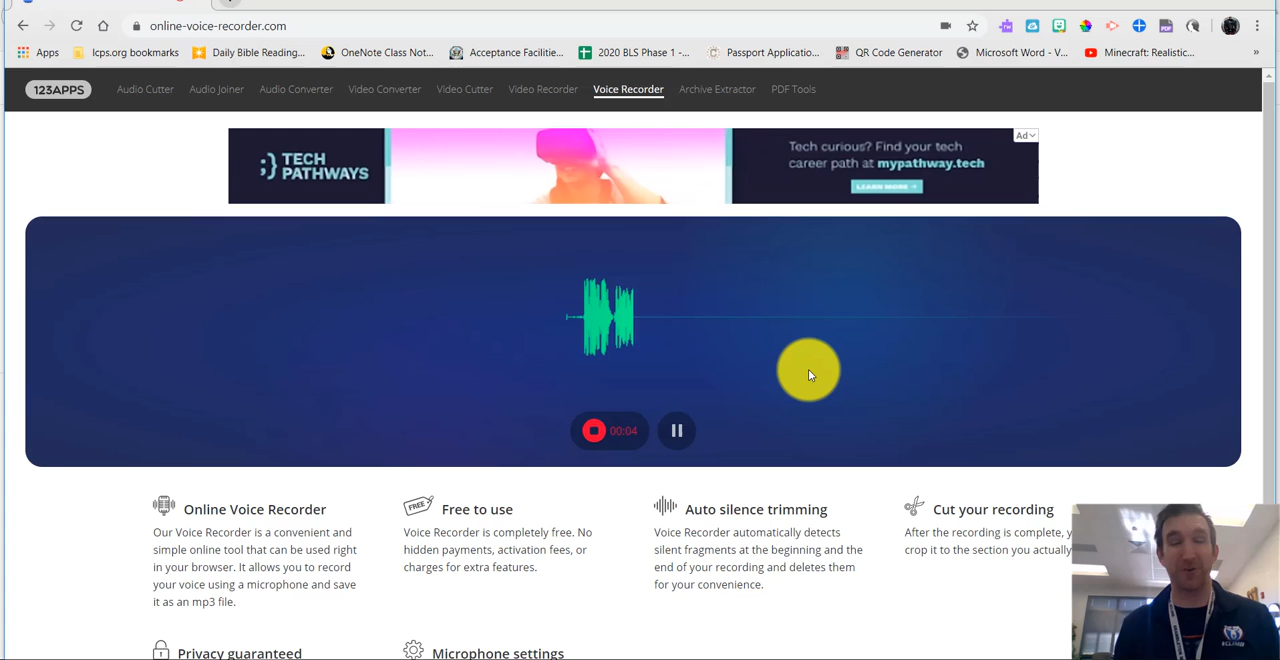 online-voice-recorder.com
Apps lcps.org bookmarks Daily Bible Reading... OneNote Class Not... Acceptance Facilitie... 2020 BLS Phase 1 -... Passport Applicatio... QR Code Generator Microsoft Word - V... Minecraft: Realistic... »
123APPS Audio Cutter Audio Joiner Audio Converter Video Converter Video Cutter Video Recorder Voice Recorder Archive Extractor PDF Tools
Ad
;} TECH
PATHWAYS
Tech curious? Find your tech
career path at mypathway.tech
LEARN MORE →
00:04
Online Voice Recorder
Our Voice Recorder is a convenient and
simple online tool that can be used right
in your browser. It allows you to record
your voice using a microphone and save
it as an mp3 file.
FREE
Free to use
Voice Recorder is completely free. No
hidden payments, activation fees, or
charges for extra features.
Auto silence trimming
Voice Recorder automatically detects
silent fragments at the beginning and the
end of your recording and deletes them
for your convenience.
Cut your recording
After the recording is complete, y
crop it to the section you actually
Privacy guaranteed
Microphone settings
PDF